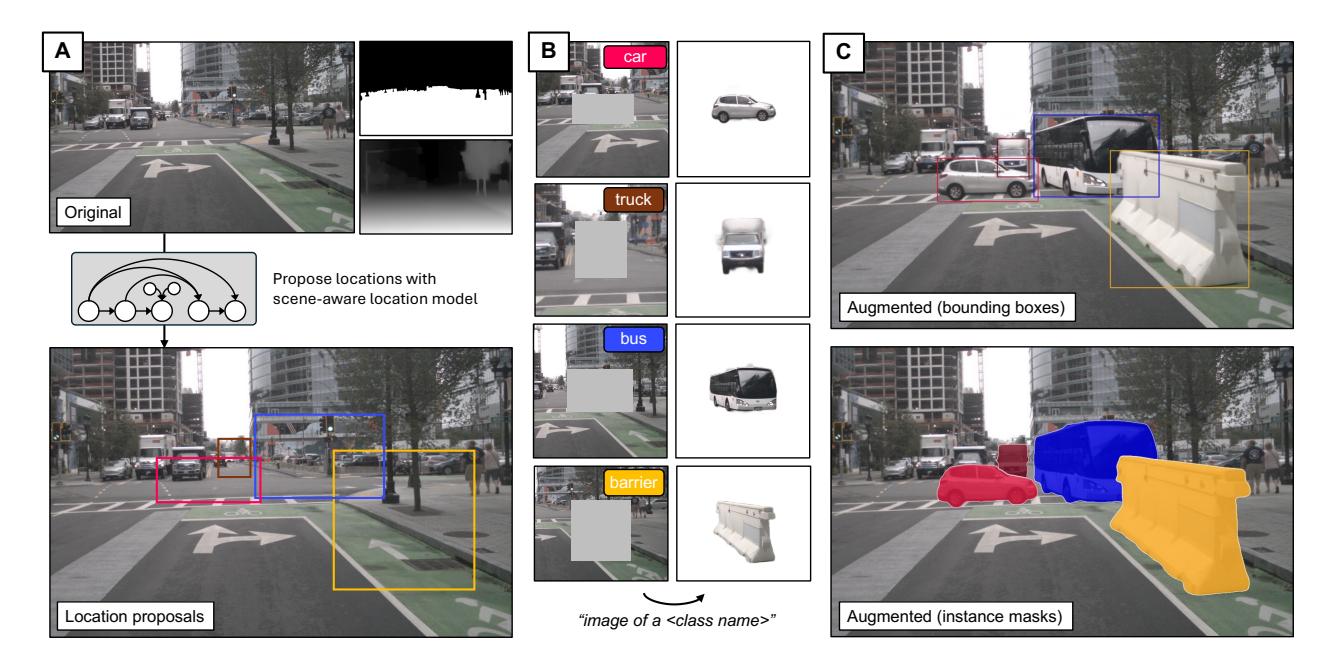 A
Original
Propose locations with
scene-aware location model
Location proposals
B
car
truck
bus
barrier
“image of a <class name>”
C
Augmented (bounding boxes)
Augmented (instance masks)